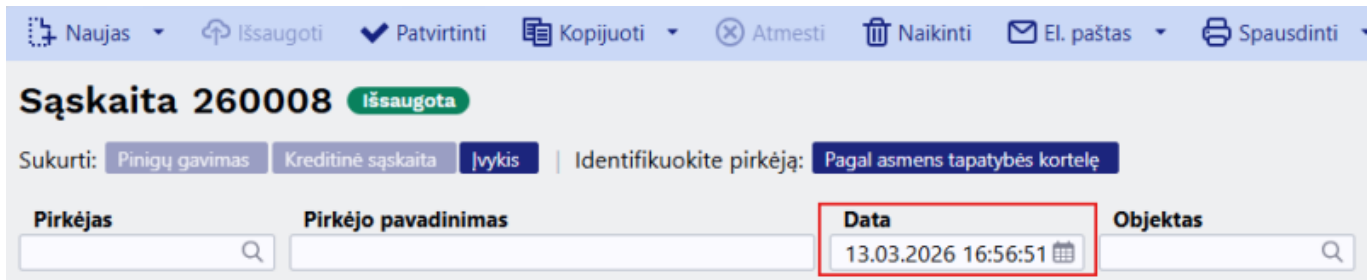 Naujas Išsaugoti Patvirtinti Kopijuoti Atmesti Naikinti El. paštas Spausdinti
Sąskaita 260008 Išsaugota
Sukurti: Pinigų gavimas Kreditinė sąskaita Įvykis | Identifikuokite pirkėją: Pagal asmens tapatybės kortelę
Pirkėjas Pirkėjo pavadinimas Data Objektas
13.03.2026 16:56:51